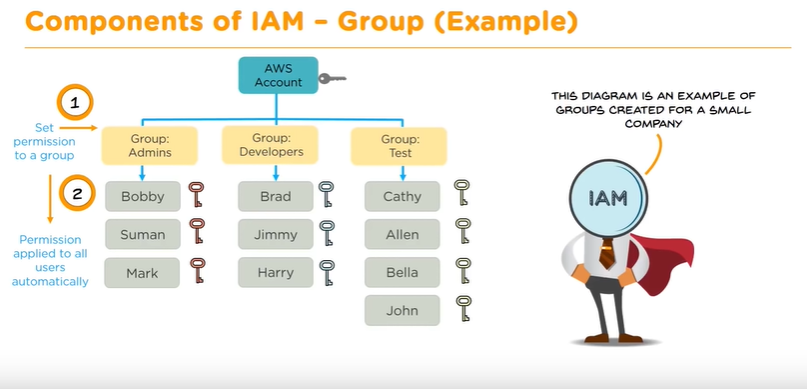 Components of IAM – Group (Example)
AWS
Account
1
Set
permission
to a group
Group:
Admins
Group:
Developers
Group:
Test
THIS DIAGRAM IS AN EXAMPLE OF
GROUPS CREATED FOR A SMALL
COMPANY
2
Permission
applied to all
users
automatically
Bobby
Suman
Mark
Brad
Jimmy
Harry
Cathy
Allen
Bella
John
IAM